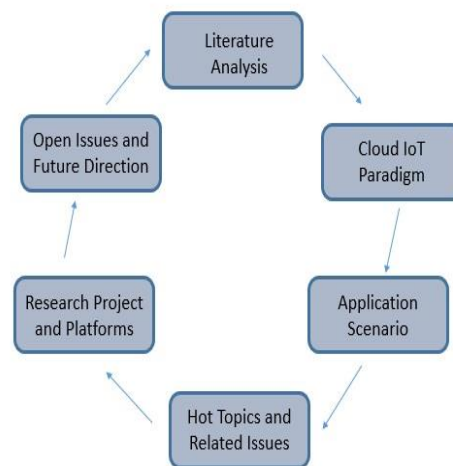 Literature
Analysis
Cloud IoT
Paradigm
Application
Scenario
Hot Topics and
Related Issues
Research Project
and Platforms
Open Issues and
Future Direction